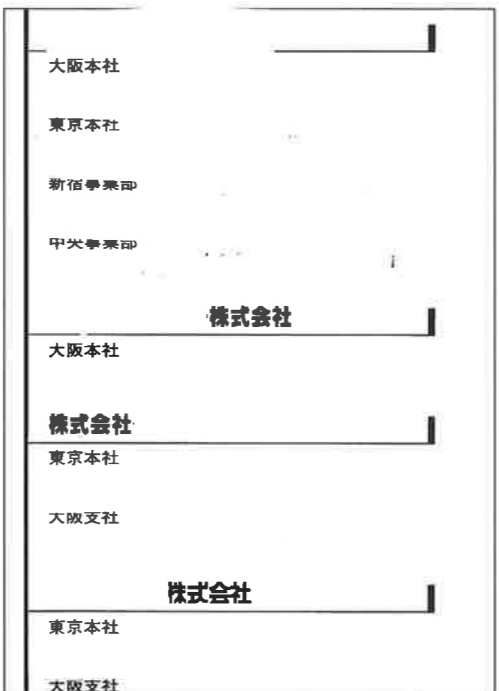 大阪本社
東京本社
新宿事業部
中央事業部
株式会社
大阪本社
株式会社
東京本社
大阪支社
株式会社
東京本社
大阪支社